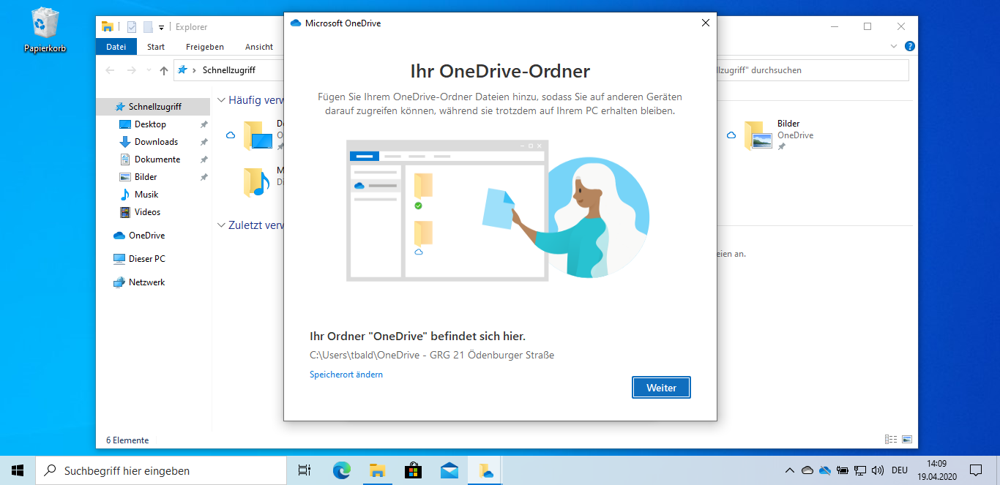 Papierkorb
Explorer
Datei Start Freigeben Ansicht
Schnellzugriff
lzugriff" durchsuchen
Schnellzugriff
Desktop
Downloads
Dokumente
Bilder
Musik
Videos
OneDrive
Dieser PC
Netzwerk
Häufig verw
Bilder
OneDrive
Zuletzt verw
eien an.
6 Elemente
Microsoft OneDrive
Ihr OneDrive-Ordner
Fügen Sie Ihrem OneDrive-Ordner Dateien hinzu, sodass Sie auf anderen Geräten
darauf zugreifen können, während sie trotzdem auf Ihrem PC erhalten bleiben.
Ihr Ordner "OneDrive" befindet sich hier.
C:\Users\tbald\OneDrive - GRG 21 Ödenburger Straße
Speicherort ändern
Weiter
Suchbegriff hier eingeben
DEU
14:09
19.04.2020